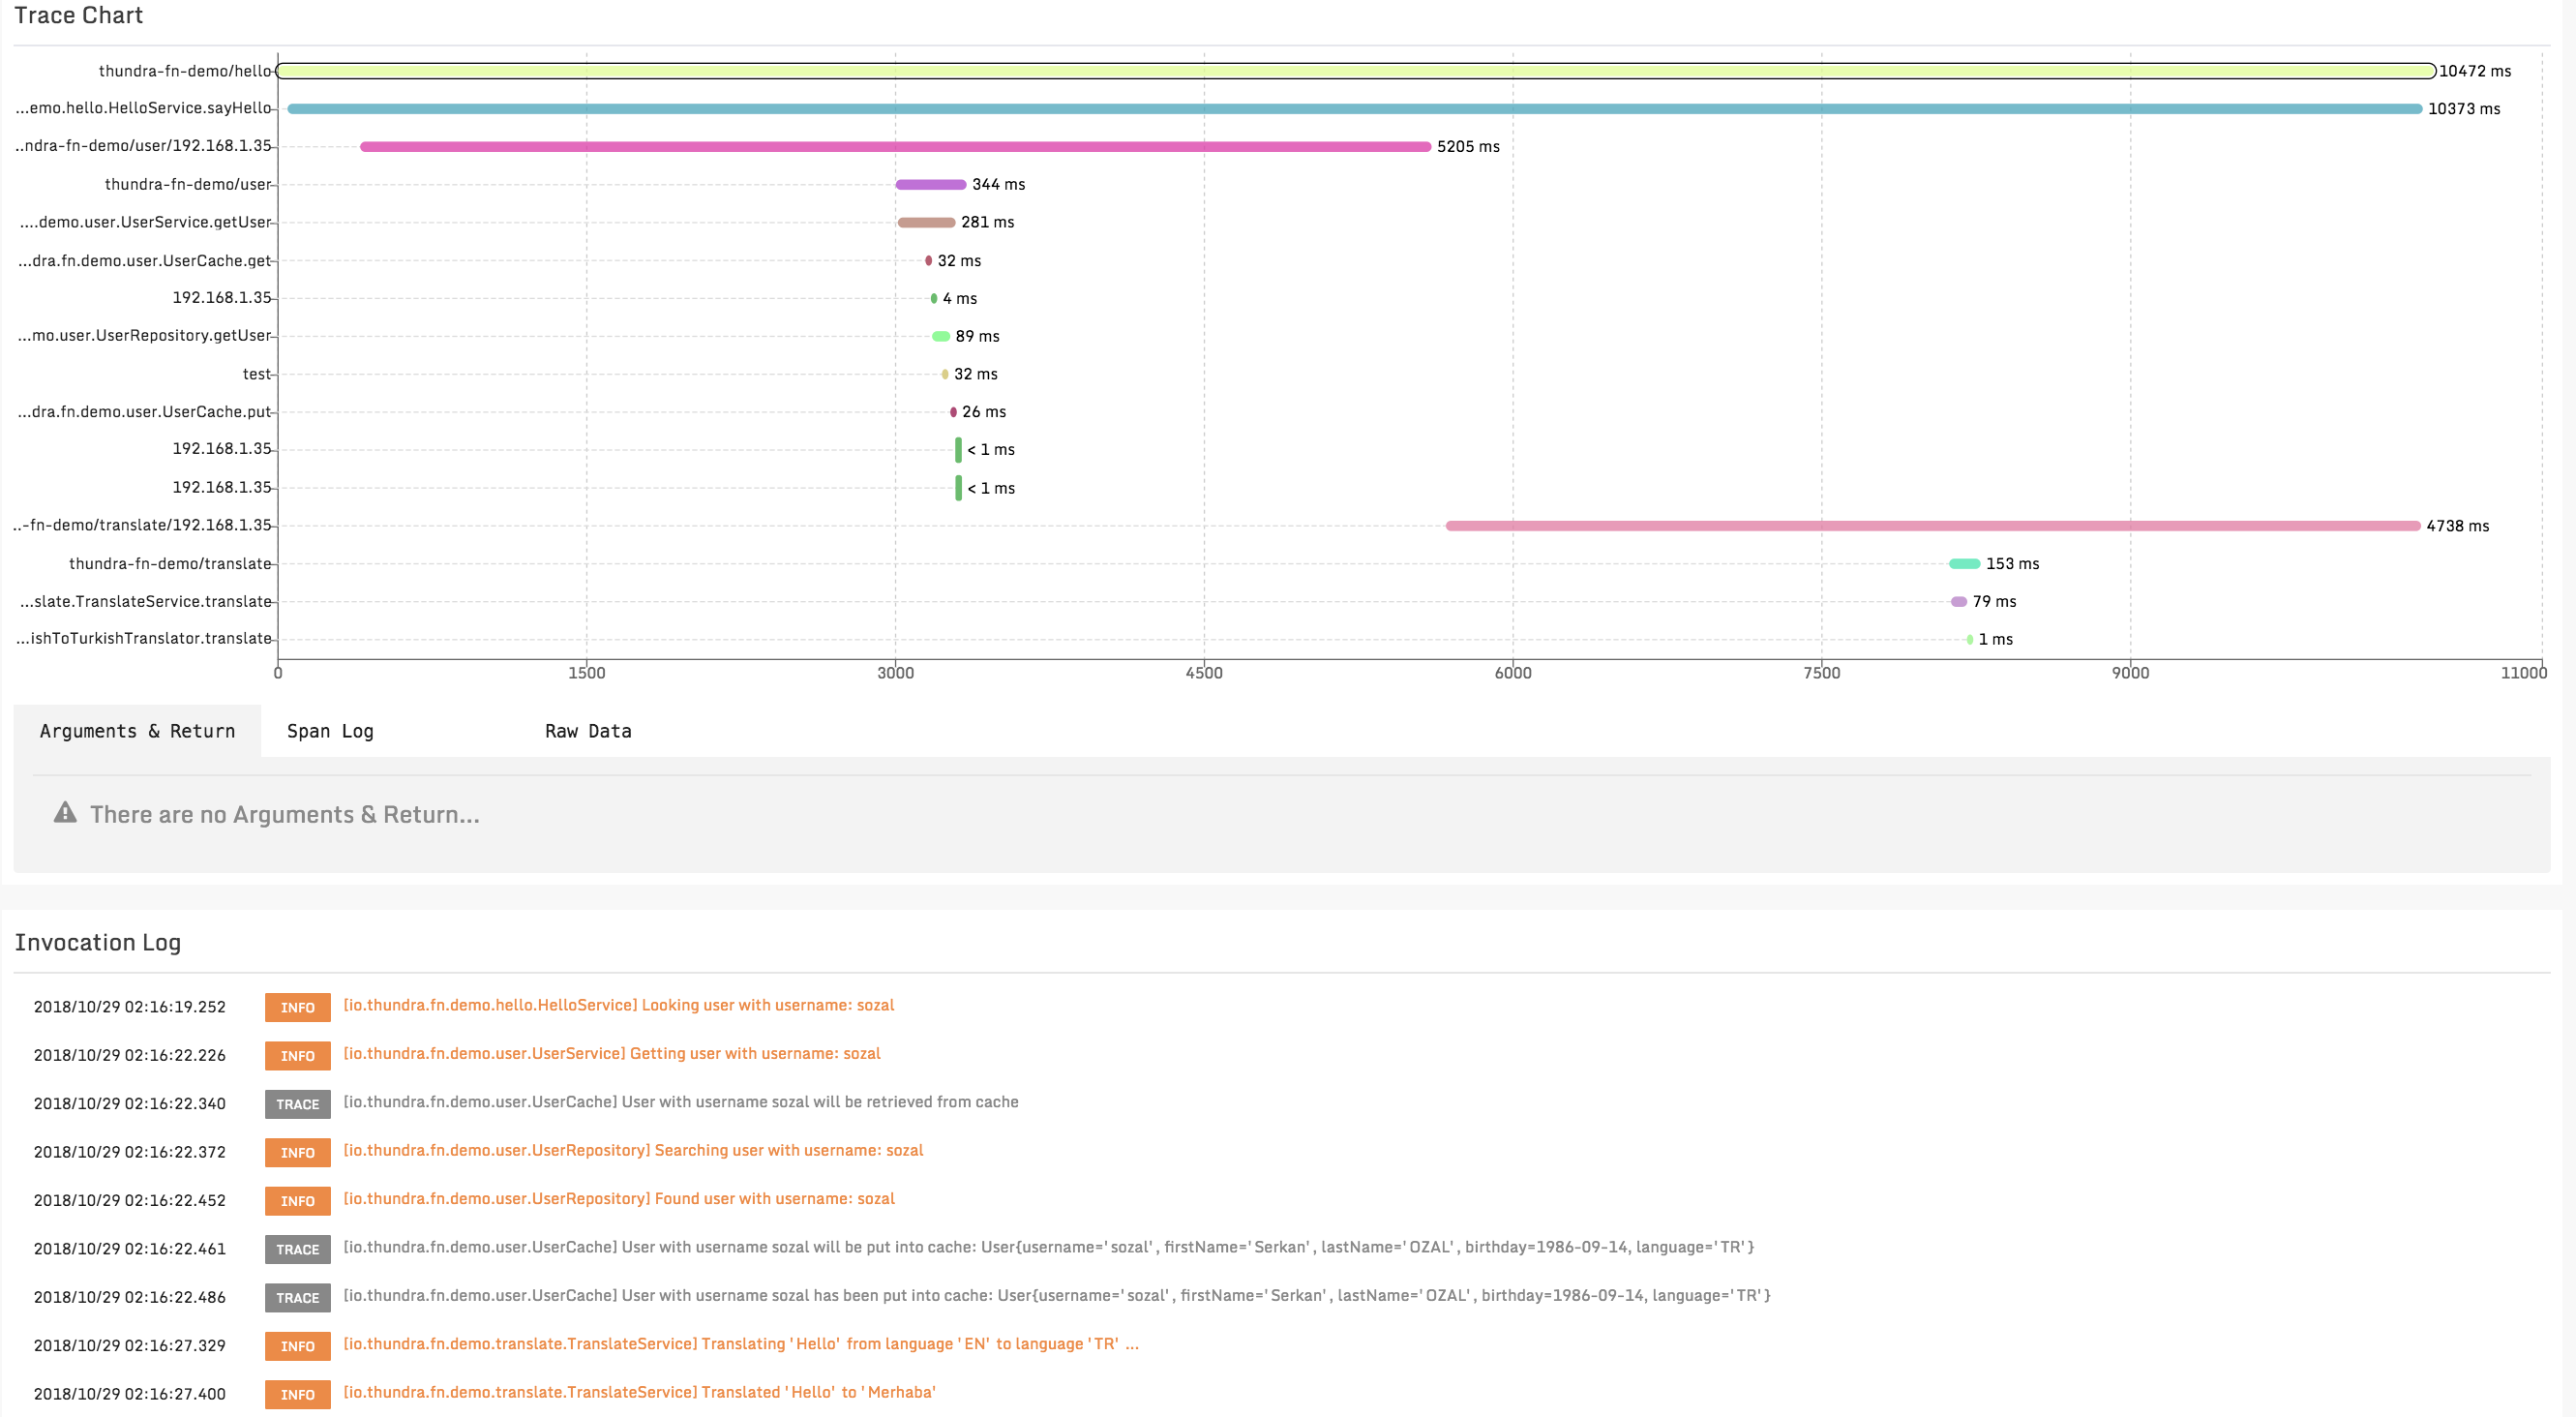 Trace Chart
thundra-fn-demo/hello 10472 ms
...emo.hello.HelloService.sayHello 10373 ms
..ndra-fn-demo/user/192.168.1.35 5205 ms
thundra-fn-demo/user 344 ms
....demo.user.UserService.getUser 281 ms
...dra.fn.demo.user.UserCache.get 32 ms
192.168.1.35 4 ms
...mo.user.UserRepository.getUser 89 ms
test 32 ms
...dra.fn.demo.user.UserCache.put 26 ms
192.168.1.35 < 1 ms
192.168.1.35 < 1 ms
..-fn-demo/translate/192.168.1.35 4738 ms
thundra-fn-demo/translate 153 ms
...slate.TranslateService.translate 79 ms
...ishToTurkishTranslator.translate 1 ms
0 1500 3000 4500 6000 7500 9000 11000
Arguments & Return Span Log Raw Data
There are no Arguments & Return...
Invocation Log
2018/10/29 02:16:19.252 INFO [io.thundra.fn.demo.hello.HelloService] Looking user with username: sozal
2018/10/29 02:16:22.226 INFO [io.thundra.fn.demo.user.UserService] Getting user with username: sozal
2018/10/29 02:16:22.340 TRACE [io.thundra.fn.demo.user.UserCache] User with username sozal will be retrieved from cache
2018/10/29 02:16:22.372 INFO [io.thundra.fn.demo.user.UserRepository] Searching user with username: sozal
2018/10/29 02:16:22.452 INFO [io.thundra.fn.demo.user.UserRepository] Found user with username: sozal
2018/10/29 02:16:22.461 TRACE [io.thundra.fn.demo.user.UserCache] User with username sozal will be put into cache: User{username='sozal', firstName='Serkan', lastName='OZAL', birthday=1986-09-14, language='TR'}
2018/10/29 02:16:22.486 TRACE [io.thundra.fn.demo.user.UserCache] User with username sozal has been put into cache: User{username='sozal', firstName='Serkan', lastName='OZAL', birthday=1986-09-14, language='TR'}
2018/10/29 02:16:27.329 INFO [io.thundra.fn.demo.translate.TranslateService] Translating 'Hello' from language 'EN' to language 'TR' ...
2018/10/29 02:16:27.400 INFO [io.thundra.fn.demo.translate.TranslateService] Translated 'Hello' to 'Merhaba'